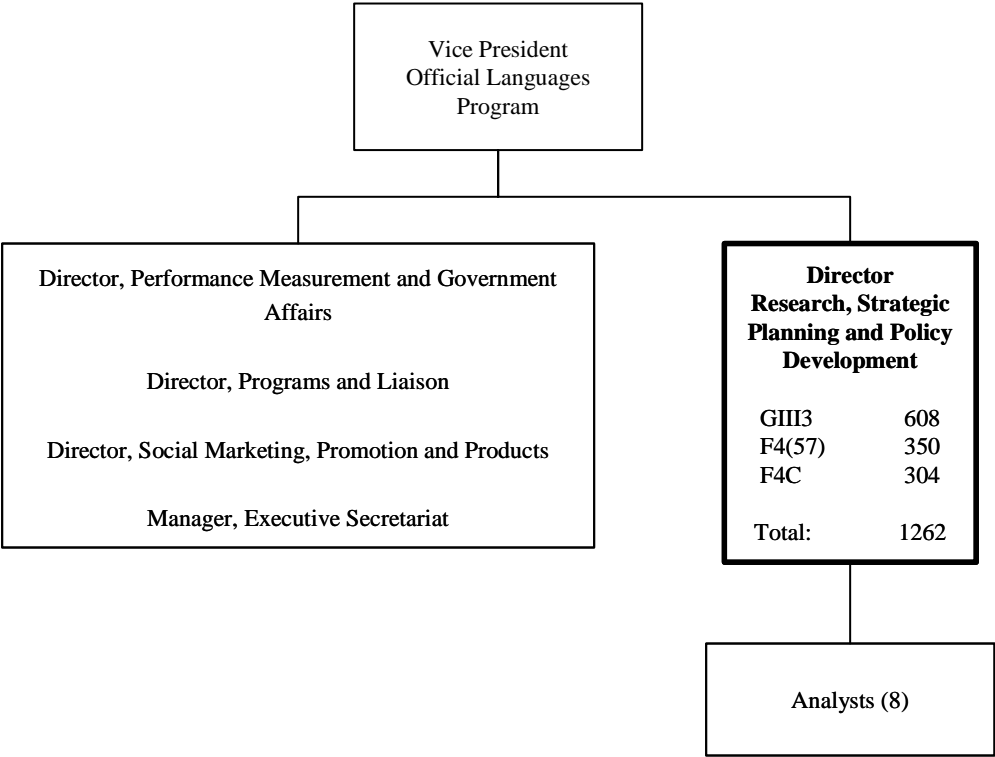 Vice President
Official Languages
Program
Director, Performance Measurement and Government
Affairs
Director, Programs and Liaison
Director, Social Marketing, Promotion and Products
Manager, Executive Secretariat
Director
Research, Strategic
Planning and Policy
Development
GIII3 608
F4(57) 350
F4C 304
Total: 1262
Analysts (8)